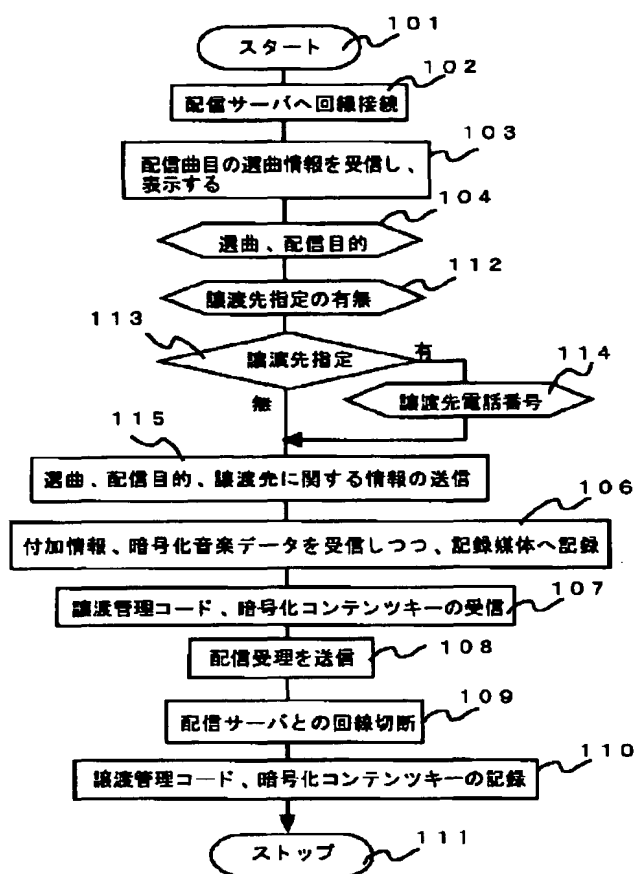 スタート
101
102
配信サーバへ回線接続
103
配信曲目の選曲情報を受信し、
表示する
104
選曲、配信目的
112
譲渡先指定の有無
113
譲渡先指定
有
114
譲渡先電話番号
無
115
選曲、配信目的、譲渡先に関する情報の送信
106
付加情報、暗号化音楽データを受信しつつ、記録媒体へ記録
107
譲渡管理コード、暗号化コンテンツキーの受信
配信受理を送信
108
109
配信サーバとの回線切断
110
譲渡管理コード、暗号化コンテンツキーの記録
ストップ
111